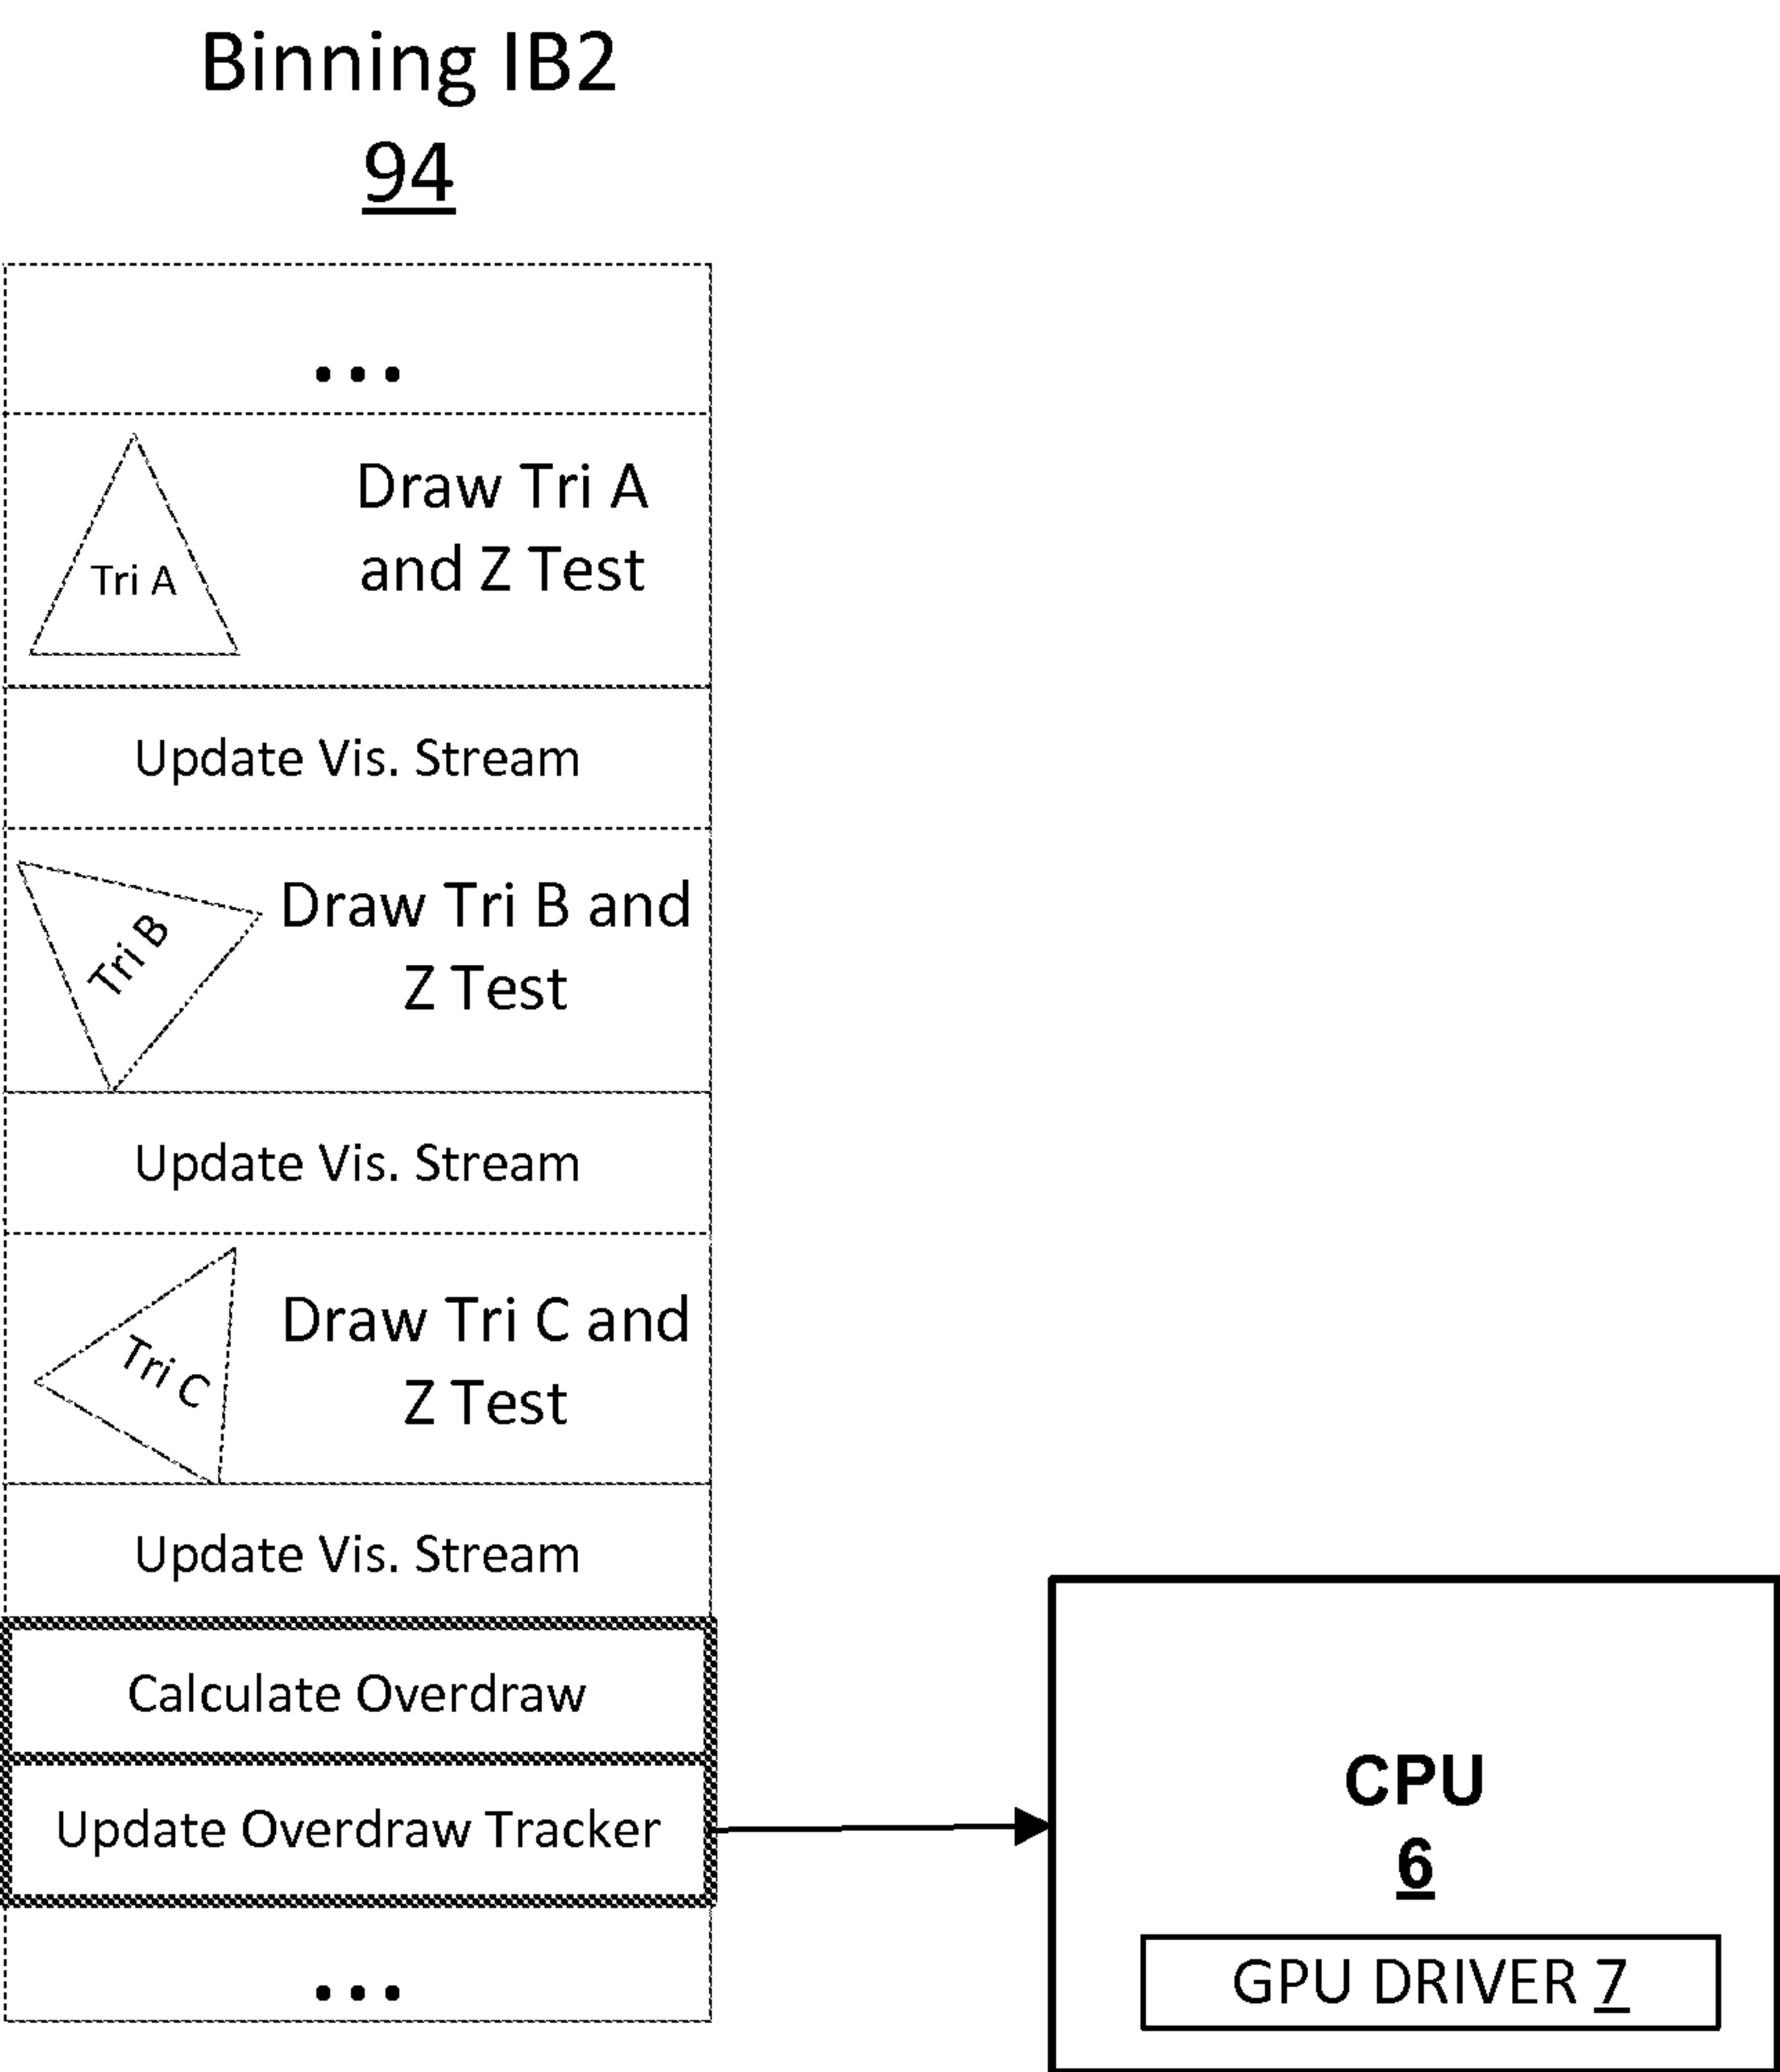 Binning IB2
94
...
Tri A
Draw Tri A
and Z Test
Update Vis. Stream
Tri B
Draw Tri B and
Z Test
Update Vis. Stream
Tri C
Draw Tri C and
Z Test
Update Vis. Stream
Calculate Overdraw
Update Overdraw Tracker
...
CPU
6
GPU DRIVER 7